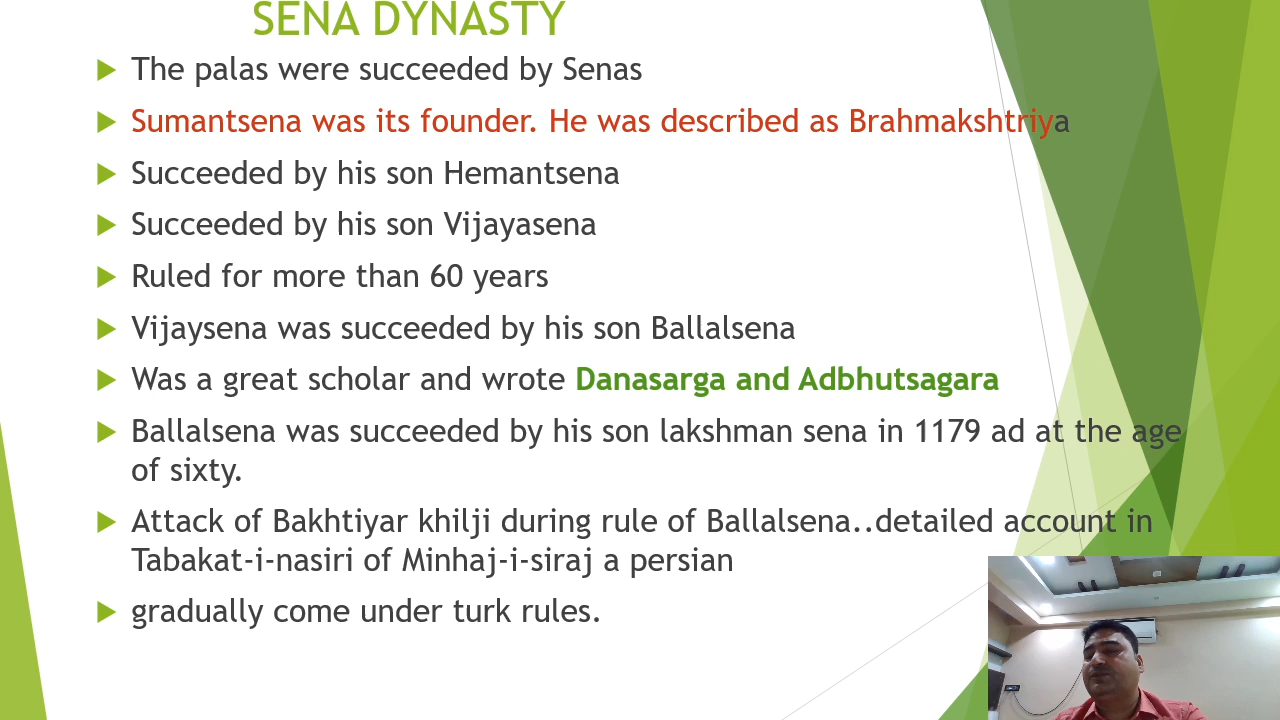 SENA DYNASTY
The palas were succeeded by Senas
Sumantsena was its founder. He was described as Brahmakshtriya
Succeeded by his son Hemantsena
Succeeded by his son Vijayasena
Ruled for more than 60 years
Vijaysena was succeeded by his son Ballalsena
Was a great scholar and wrote Danasarga and Adbhutsagara
Ballalsena was succeeded by his son lakshman sena in 1179 ad at the age
of sixty.
Attack of Bakhtiyar khilji during rule of Ballalsena..detailed account in
Tabakat-i-nasiri of Minhaj-i-siraj a persian
gradually come under turk rules.